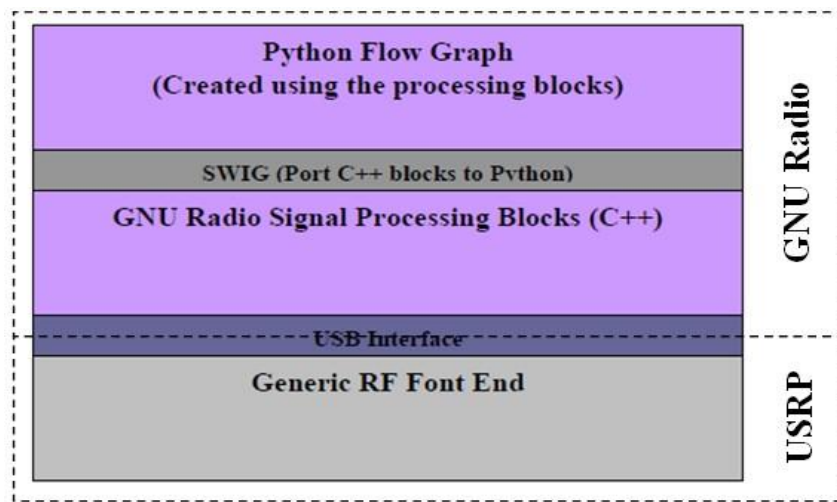 Python Flow Graph
(Created using the processing blocks)
SWIG (Port C++ blocks to Python)
GNU Radio Signal Processing Blocks (C++)
USB Interface
Generic RF Font End
GNU Radio
USRP